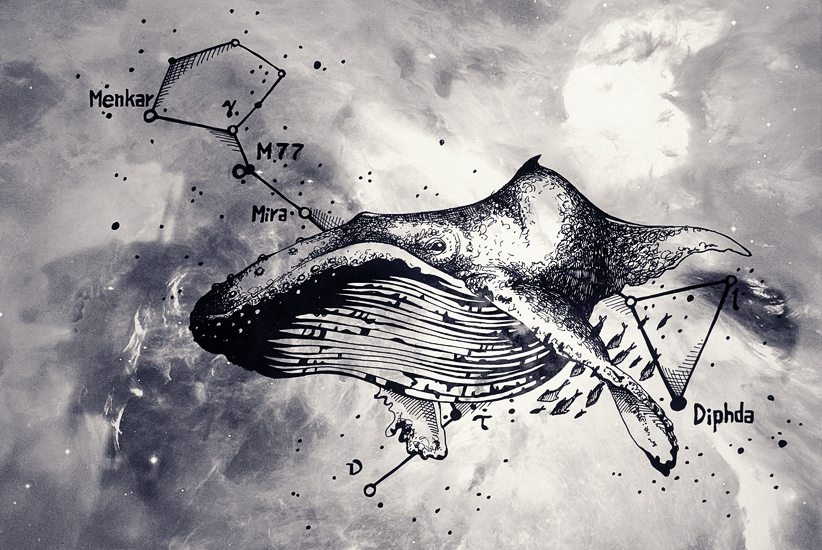 Menkar
γ
M77
Mira
τ
υ
Diphda